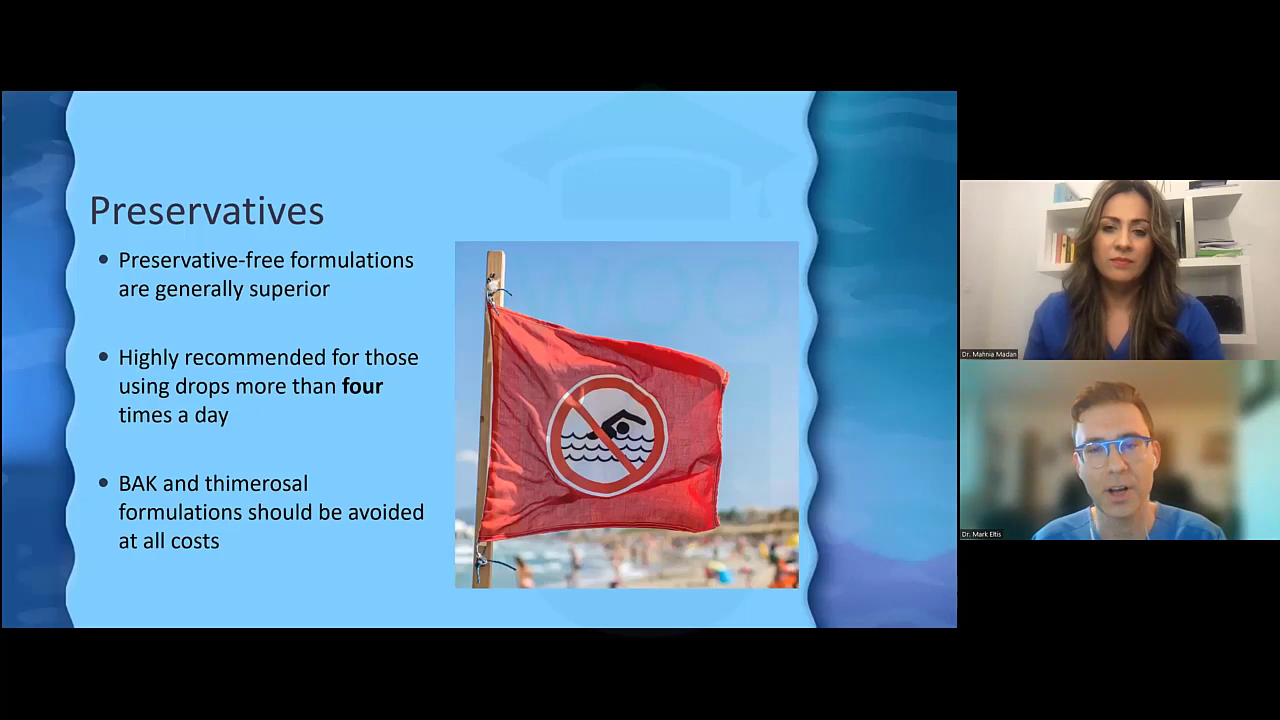 Preservatives
• Preservative-free formulations
are generally superior
• Highly recommended for those
using drops more than four
times a day
• BAK and thimerosal
formulations should be avoided
at all costs
WOO
Dr. Mahnia Madan
Dr. Mark Eltis